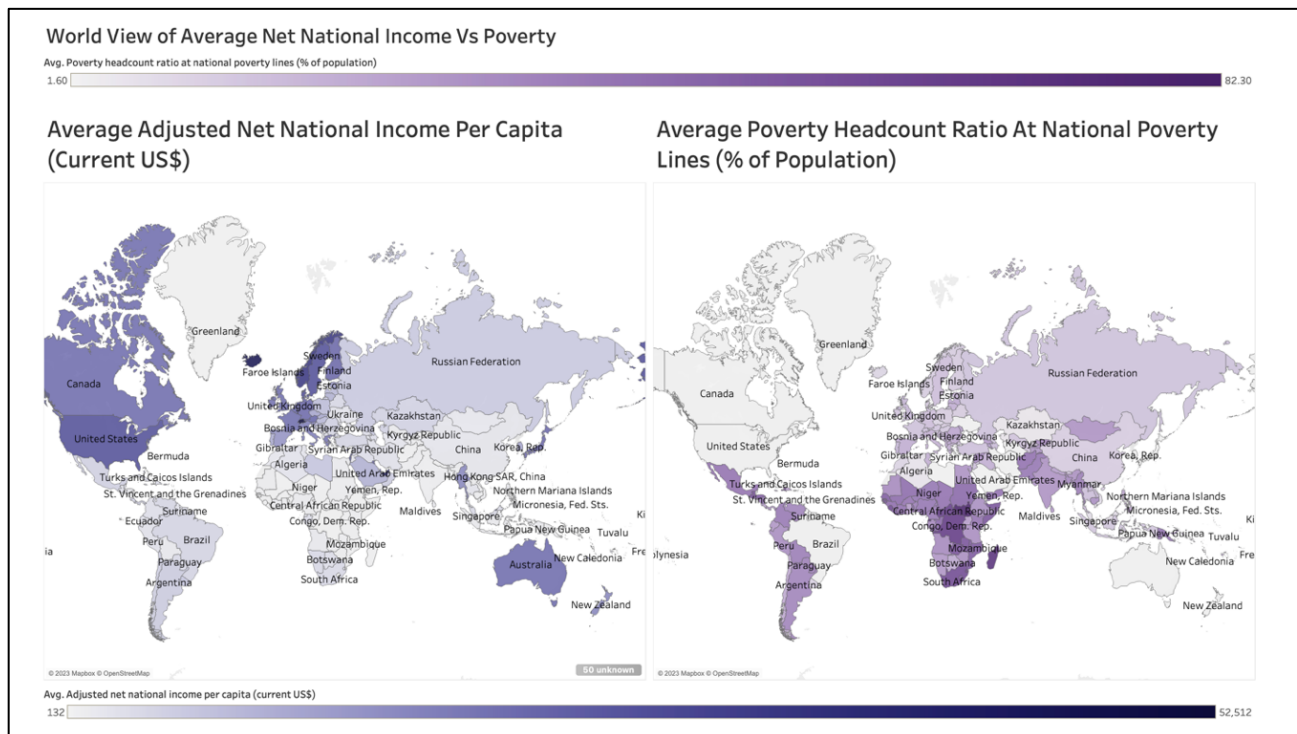 World View of Average Net National Income Vs Poverty
Avg. Poverty headcount ratio at national poverty lines (% of population)
1.60
82.30
Average Adjusted Net National Income Per Capita
(Current US$)
Greenland
Sweden
Finland
Russian Federation
Faroe Islands
Estonia
Canada
United Kingdom
Ukraine
Kazakhstan
Bosnia and Herzegovina
United States
Kyrgyz Republic
Gibraltar
Syrian Arab Republic
China
Korea, Rep.
Bermuda
Algeria
United Arab Emirates
Hong Kong SAR, China
Turks and Caicos Islands
Niger
Yemen, Rep.
Northern Mariana Islands
St. Vincent and the Grenadines
Central African Republic
Micronesia, Fed. Sts.
Suriname
Maldives
Ecuador
Congo, Dem. Rep.
Singapore
Papua New Guinea
Tuvalu
Ki
Peru
Brazil
Mozambique
ia
Botswana
New Caledonia
Fre
Paraguay
Australia
Argentina
South Africa
New Zealand
© 2023 Mapbox © OpenStreetMap
50 unknown
Average Poverty Headcount Ratio At National Poverty
Lines (% of Population)
Greenland
Sweden
Russian Federation
Faroe Islands
Finland
Estonia
Canada
United Kingdom
Kazakhstan
Bosnia and Herzegovina
United States
Kyrgyz Republic
Gibraltar
Syrian Arab Republic
China
Korea, Rep.
Bermuda
Algeria
United Arab Emirates
Turks and Caicos Islands
Niger
Yemen, Rep.
Myanmar
Northern Mariana Islands
St. Vincent and the Grenadines
Central African Republic
Micronesia, Fed. Sts.
Suriname
Maldives
Congo, Dem. Rep.
Singapore
Papua New Guinea
Tuvalu
Ki
Peru
Brazil
Mozambique
olynesia
Botswana
New Caledonia
Fre
Paraguay
Argentina
South Africa
New Zealand
© 2023 Mapbox © OpenStreetMap
Avg. Adjusted net national income per capita (current US$)
132
52,512